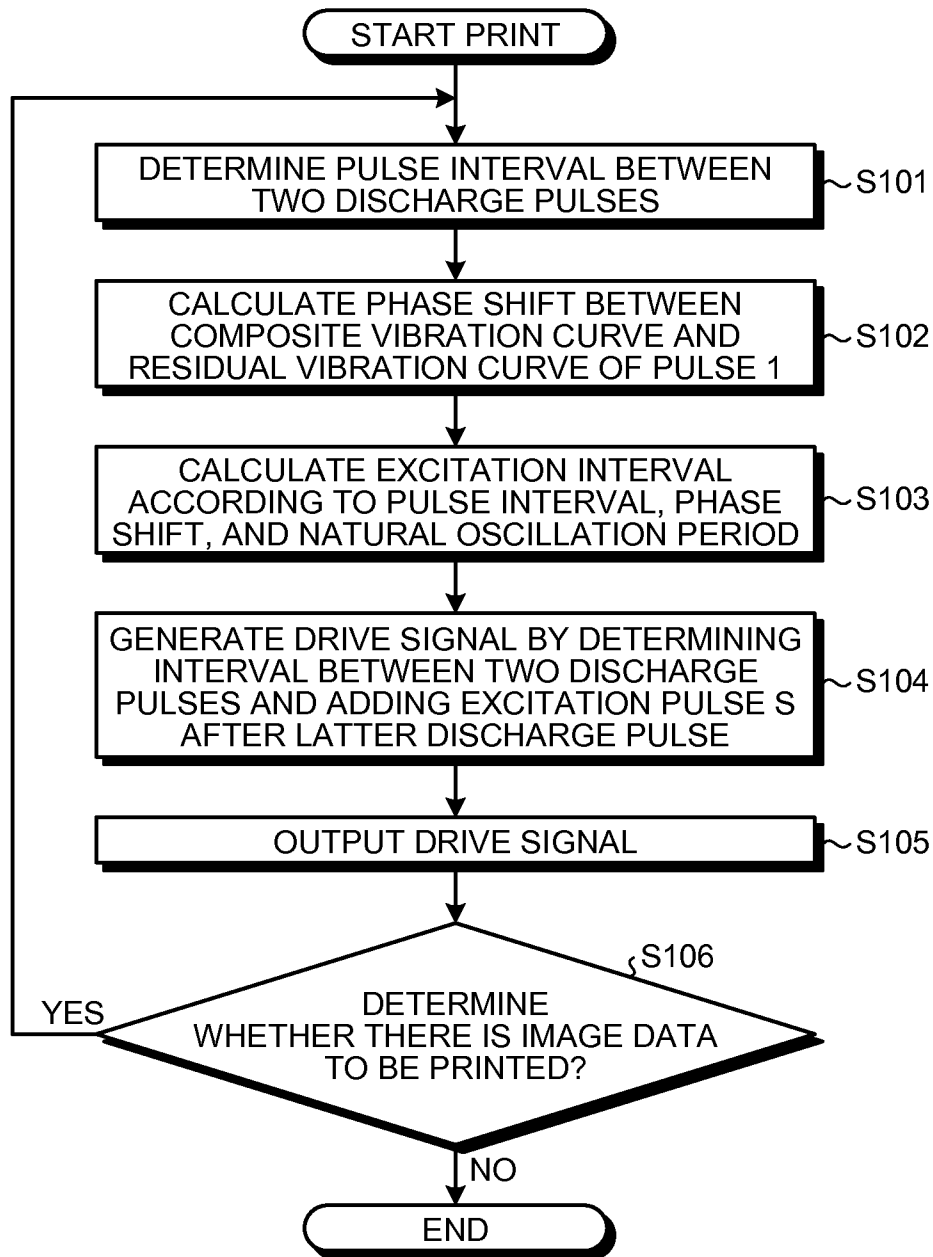 START PRINT
DETERMINE PULSE INTERVAL BETWEEN
TWO DISCHARGE PULSES
S101
CALCULATE PHASE SHIFT BETWEEN
COMPOSITE VIBRATION CURVE AND
RESIDUAL VIBRATION CURVE OF PULSE 1
S102
CALCULATE EXCITATION INTERVAL
ACCORDING TO PULSE INTERVAL, PHASE
SHIFT, AND NATURAL OSCILLATION PERIOD
S103
GENERATE DRIVE SIGNAL BY DETERMINING
INTERVAL BETWEEN TWO DISCHARGE
PULSES AND ADDING EXCITATION PULSE S
AFTER LATTER DISCHARGE PULSE
S104
OUTPUT DRIVE SIGNAL
S105
S106
YES
DETERMINE
WHETHER THERE IS IMAGE DATA
TO BE PRINTED?
NO
END